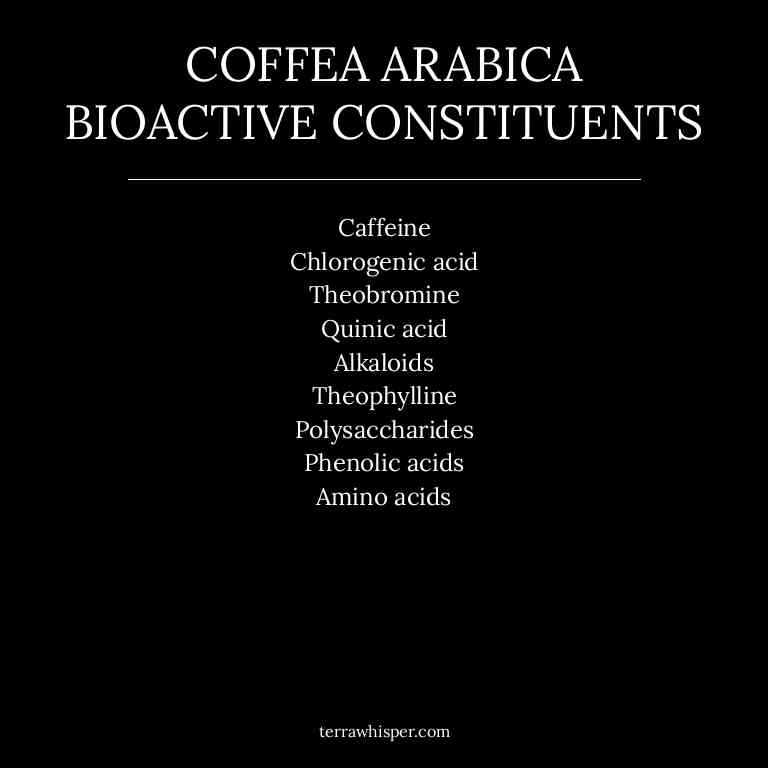 COFFEA ARABICA
BIOACTIVE CONSTITUENTS
Caffeine
Chlorogenic acid
Theobromine
Quinic acid
Alkaloids
Theophylline
Polysaccharides
Phenolic acids
Amino acids
terrawhisper.com